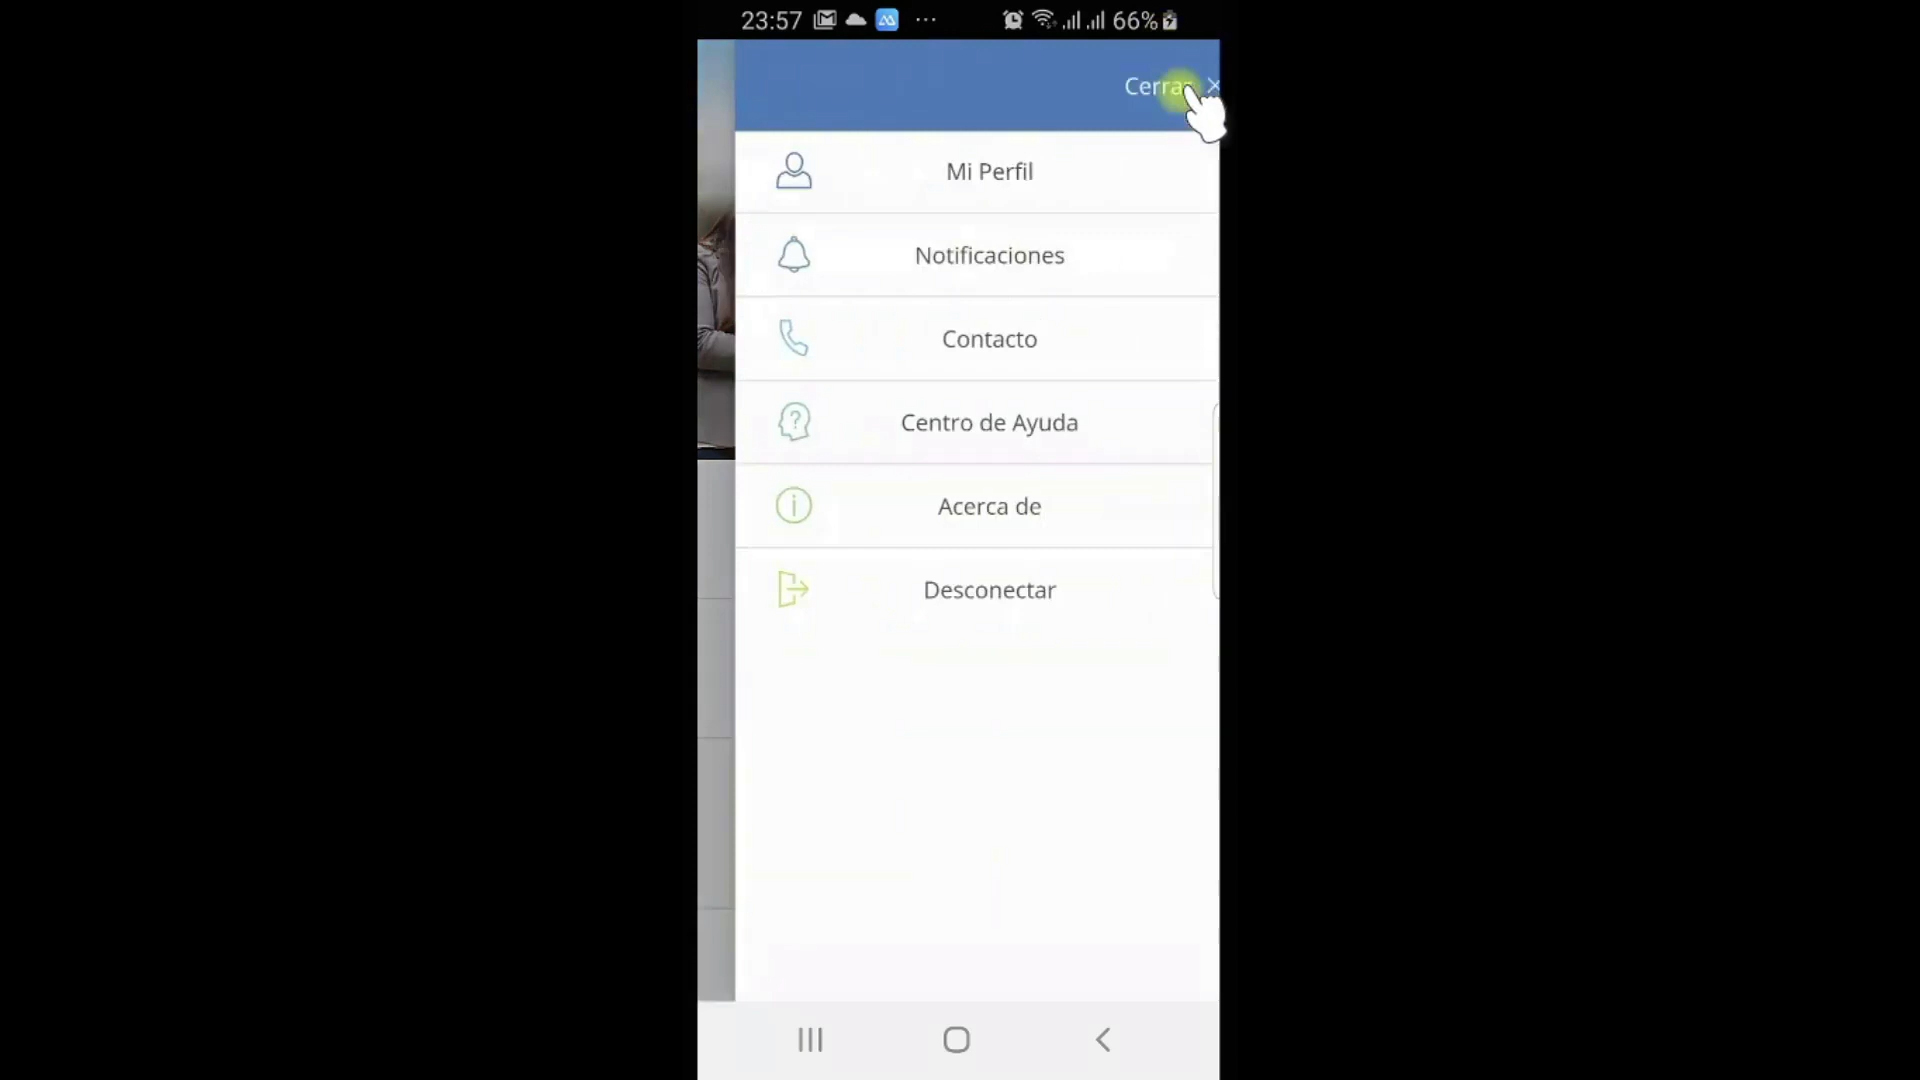 23:57 66%
Cerrar ×
Mi Perfil
Notificaciones
Contacto
Centro de Ayuda
Acerca de
Desconectar